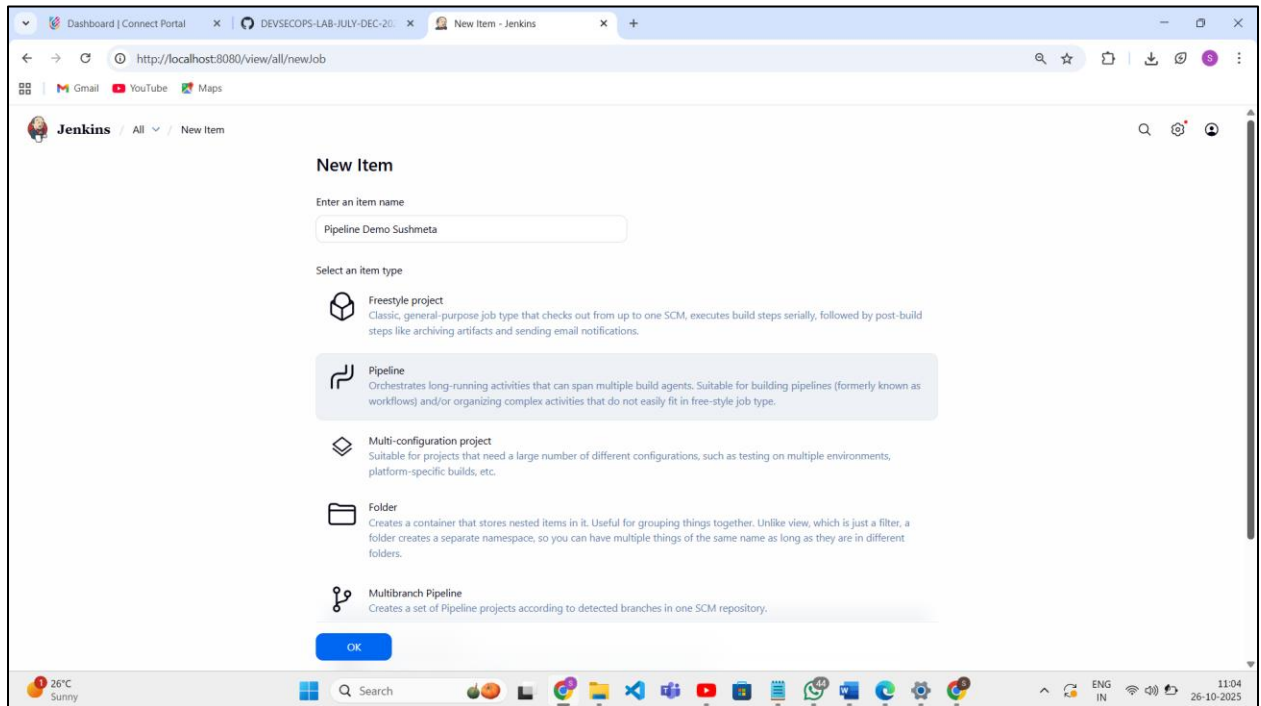 Dashboard | Connect Portal
DEVSECOPS-LAB-JULY-DEC-20
New Item - Jenkins
http://localhost:8080/view/all/newJob
S
Gmail
YouTube
Maps
Jenkins / All / New Item
New Item
Enter an item name
Pipeline Demo Sushmeta
Select an item type
Freestyle project
Classic, general-purpose job type that checks out from up to one SCM, executes build steps serially, followed by post-build
steps like archiving artifacts and sending email notifications.
Pipeline
Orchestrates long-running activities that can span multiple build agents. Suitable for building pipelines (formerly known as
workflows) and/or organizing complex activities that do not easily fit in free-style job type.
Multi-configuration project
Suitable for projects that need a large number of different configurations, such as testing on multiple environments,
platform-specific builds, etc.
Folder
Creates a container that stores nested items in it. Useful for grouping things together. Unlike view, which is just a filter, a
folder creates a separate namespace, so you can have multiple things of the same name as long as they are in different
folders.
Multibranch Pipeline
Creates a set of Pipeline projects according to detected branches in one SCM repository.
OK
1
26°C
Sunny
Search
44
ENG
IN
11:04
26-10-2025